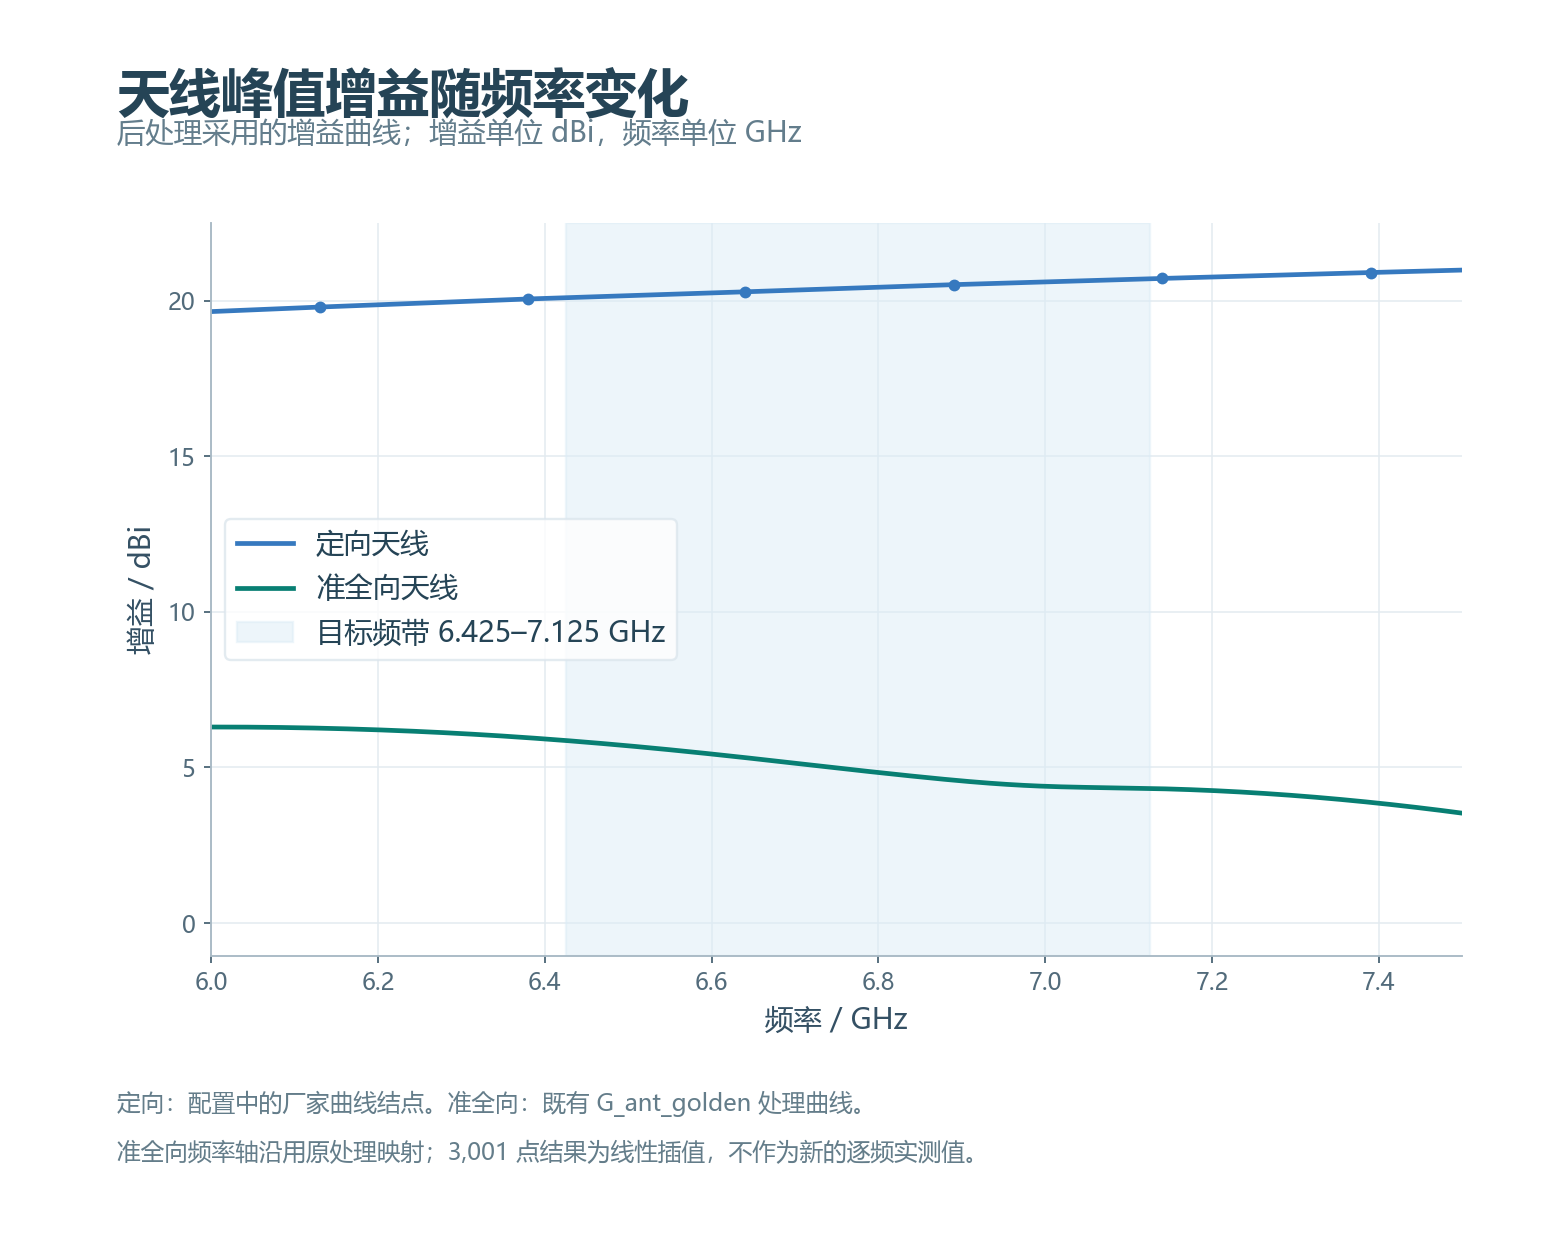 天线峰值增益随频率变化
后处理采用的增益曲线；增益单位 dBi，频率单位 GHz
20
15
10
5
0
增益 / dBi
定向天线
准全向天线
目标频带 6.425–7.125 GHz
6.0 6.2 6.4 6.6 6.8 7.0 7.2 7.4
频率 / GHz
定向：配置中的厂家曲线结点。准全向：既有 G_ant_golden 处理曲线。
准全向频率轴沿用原处理映射；3,001 点结果为线性插值，不作为新的逐频实测值。